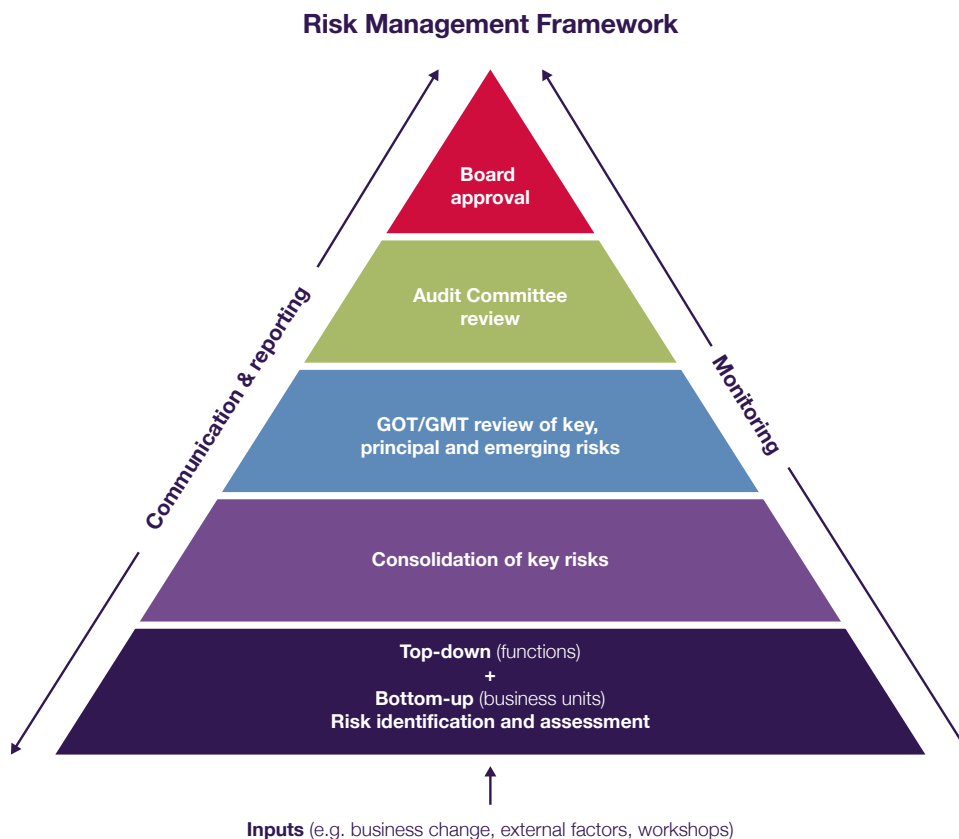 Risk Management Framework
Board
approval
Audit Committee
review
Communication & reporting
Monitoring
GOT/GMT review of key,
principal and emerging risks
Consolidation of key risks
Top-down (functions)
+
Bottom-up (business units)
Risk identification and assessment
Inputs (e.g. business change, external factors, workshops)